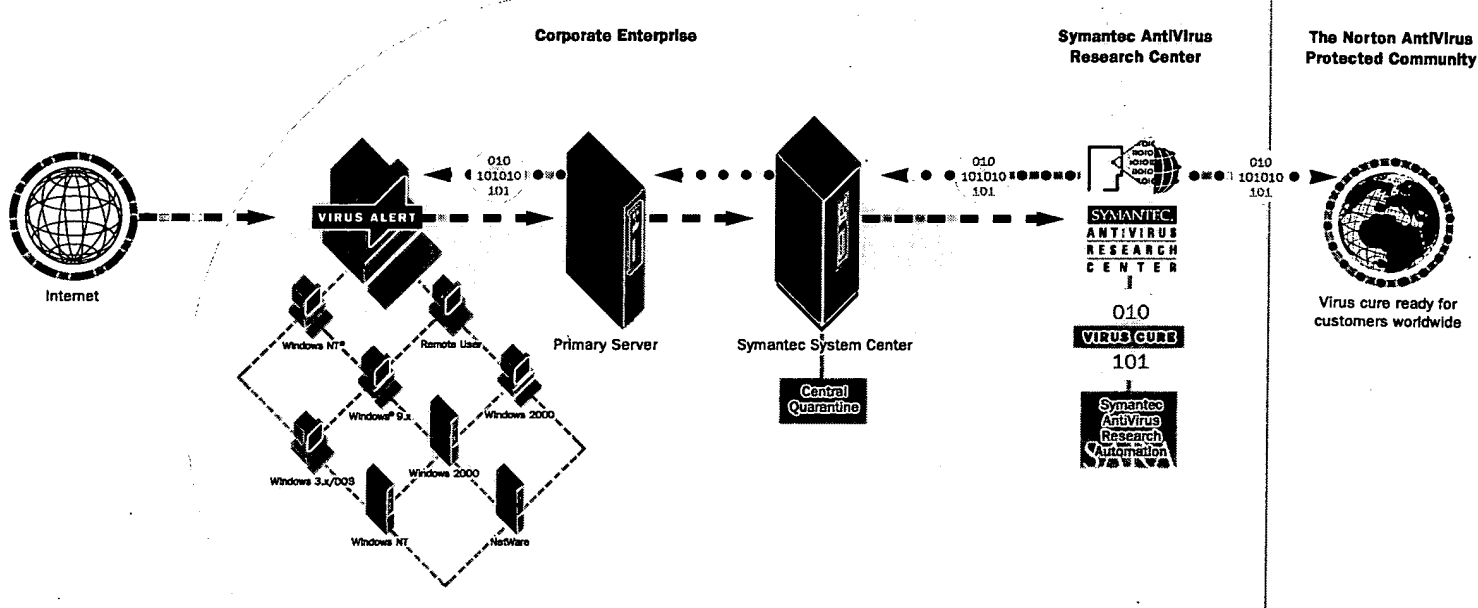 Corporate Enterprise
Symantec AntiVirus
Research Center
The Norton AntiVirus
Protected Community
Internet
VIRUS ALERT
010
101010
101
Primary Server
Symantec System Center
Central
Quarantine
010
101010
101
SYMANTEC.
ANTIVIRUS
RESEARCH
CENTER
010
VIRUS CURE
101
Symantec
AntiVirus
Research
Automation
010
101010
101
Virus cure ready for
customers worldwide
Windows NT®
Remote User
Windows® 9.x
Windows 2000
Windows 3.x/DOS
Windows 2000
Windows NT
NetWare